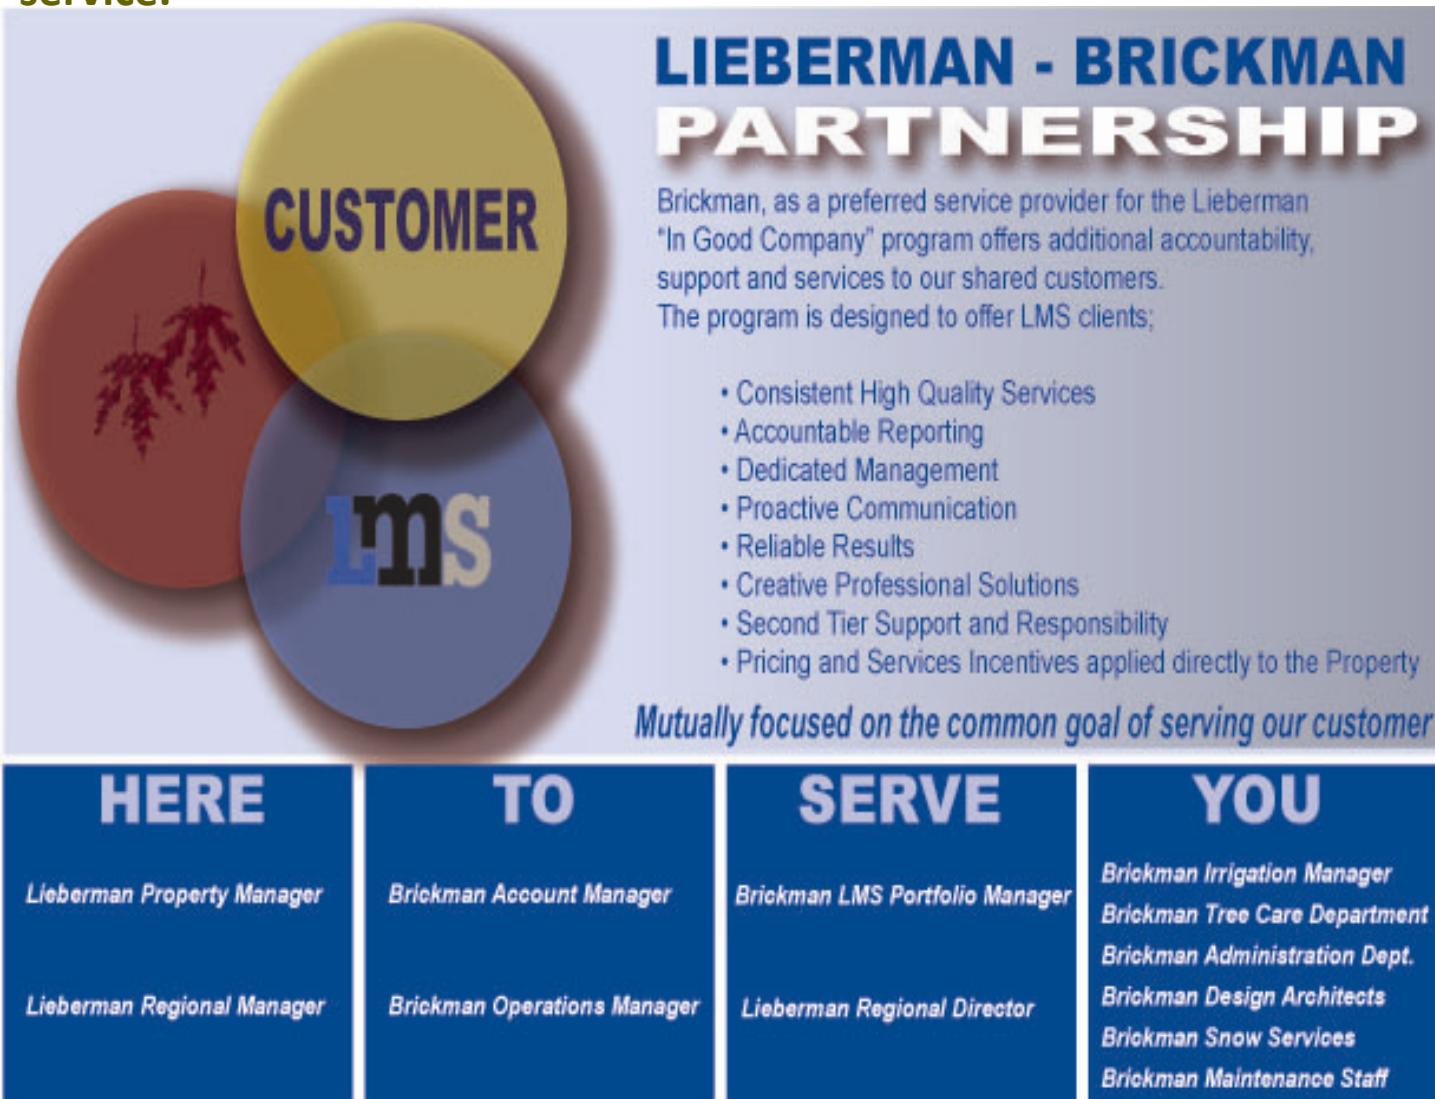 service.
CUSTOMER
LMS
LIEBERMAN - BRICKMAN
PARTNERSHIP
Brickman, as a preferred service provider for the Lieberman
"In Good Company" program offers additional accountability,
support and services to our shared customers.
The program is designed to offer LMS clients;
• Consistent High Quality Services
• Accountable Reporting
• Dedicated Management
• Proactive Communication
• Reliable Results
• Creative Professional Solutions
• Second Tier Support and Responsibility
• Pricing and Services Incentives applied directly to the Property
Mutually focused on the common goal of serving our customer
HERE
Lieberman Property Manager
Lieberman Regional Manager
TO
Brickman Account Manager
Brickman Operations Manager
SERVE
Brickman LMS Portfolio Manager
Lieberman Regional Director
YOU
Brickman Irrigation Manager
Brickman Tree Care Department
Brickman Administration Dept.
Brickman Design Architects
Brickman Snow Services
Brickman Maintenance Staff